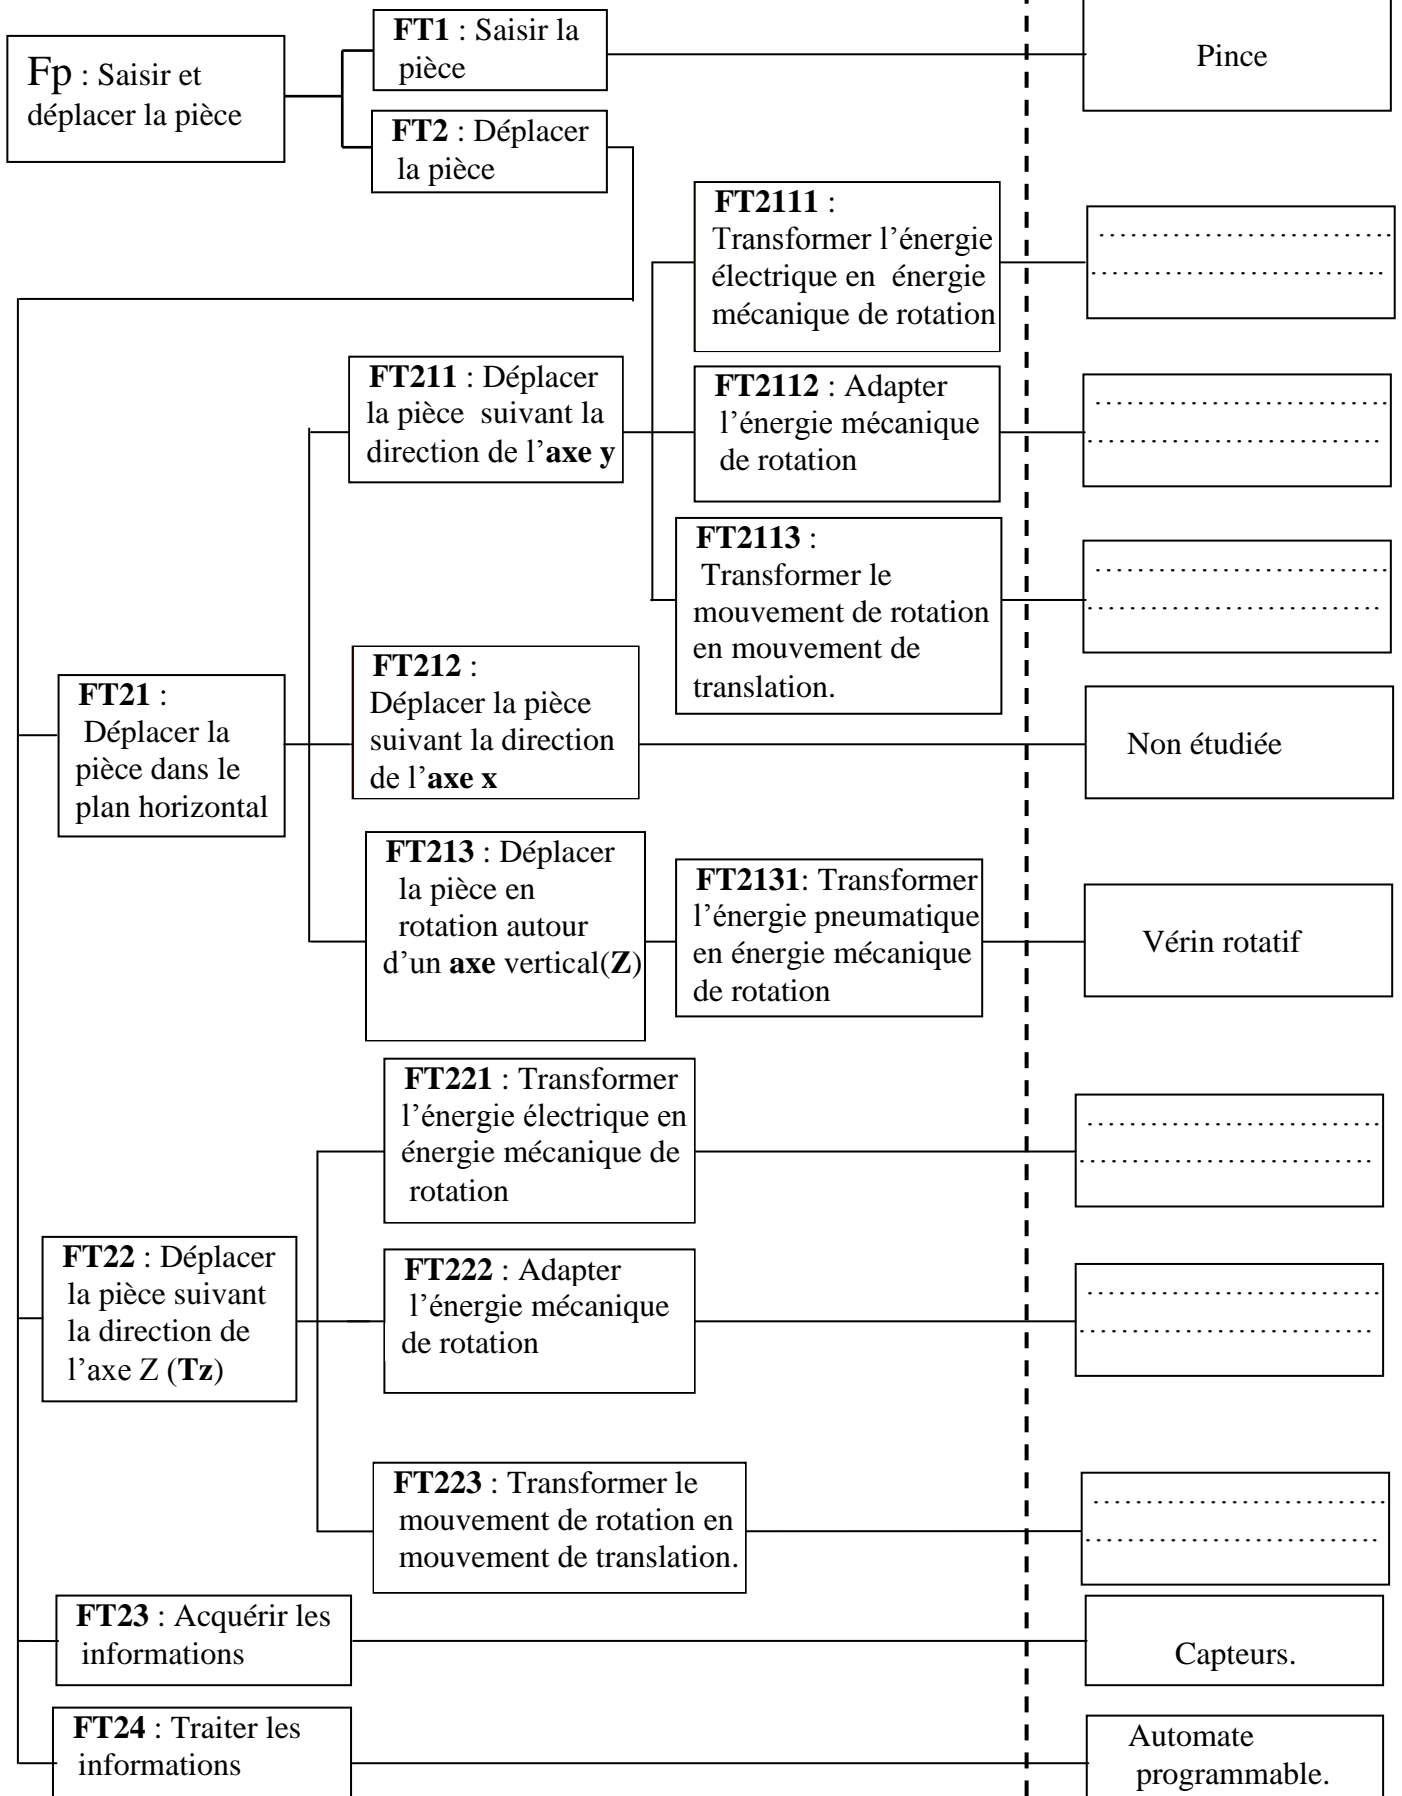 Fp : Saisir et
déplacer la pièce
FT1 : Saisir la
pièce
Pince
FT2 : Déplacer
la pièce
FT2111 :
Transformer l’énergie
électrique en énergie
mécanique de rotation
...........................
...........................
FT211 : Déplacer
la pièce suivant la
direction de l’axe y
FT2112 : Adapter
l’énergie mécanique
de rotation
...........................
...........................
FT2113 :
Transformer le
mouvement de rotation
en mouvement de
translation.
...........................
...........................
FT21 :
Déplacer la
pièce dans le
plan horizontal
FT212 :
Déplacer la pièce
suivant la direction
de l’axe x
Non étudiée
FT213 : Déplacer
la pièce en
rotation autour
d’un axe vertical(Z)
FT2131: Transformer
l’énergie pneumatique
en énergie mécanique
de rotation
Vérin rotatif
FT221 : Transformer
l’énergie électrique en
énergie mécanique de
rotation
...........................
...........................
FT22 : Déplacer
la pièce suivant
la direction de
l’axe Z (Tz)
FT222 : Adapter
l’énergie mécanique
de rotation
...........................
...........................
FT223 : Transformer le
mouvement de rotation en
mouvement de translation.
...........................
...........................
FT23 : Acquérir les
informations
Capteurs.
FT24 : Traiter les
informations
Automate
programmable.